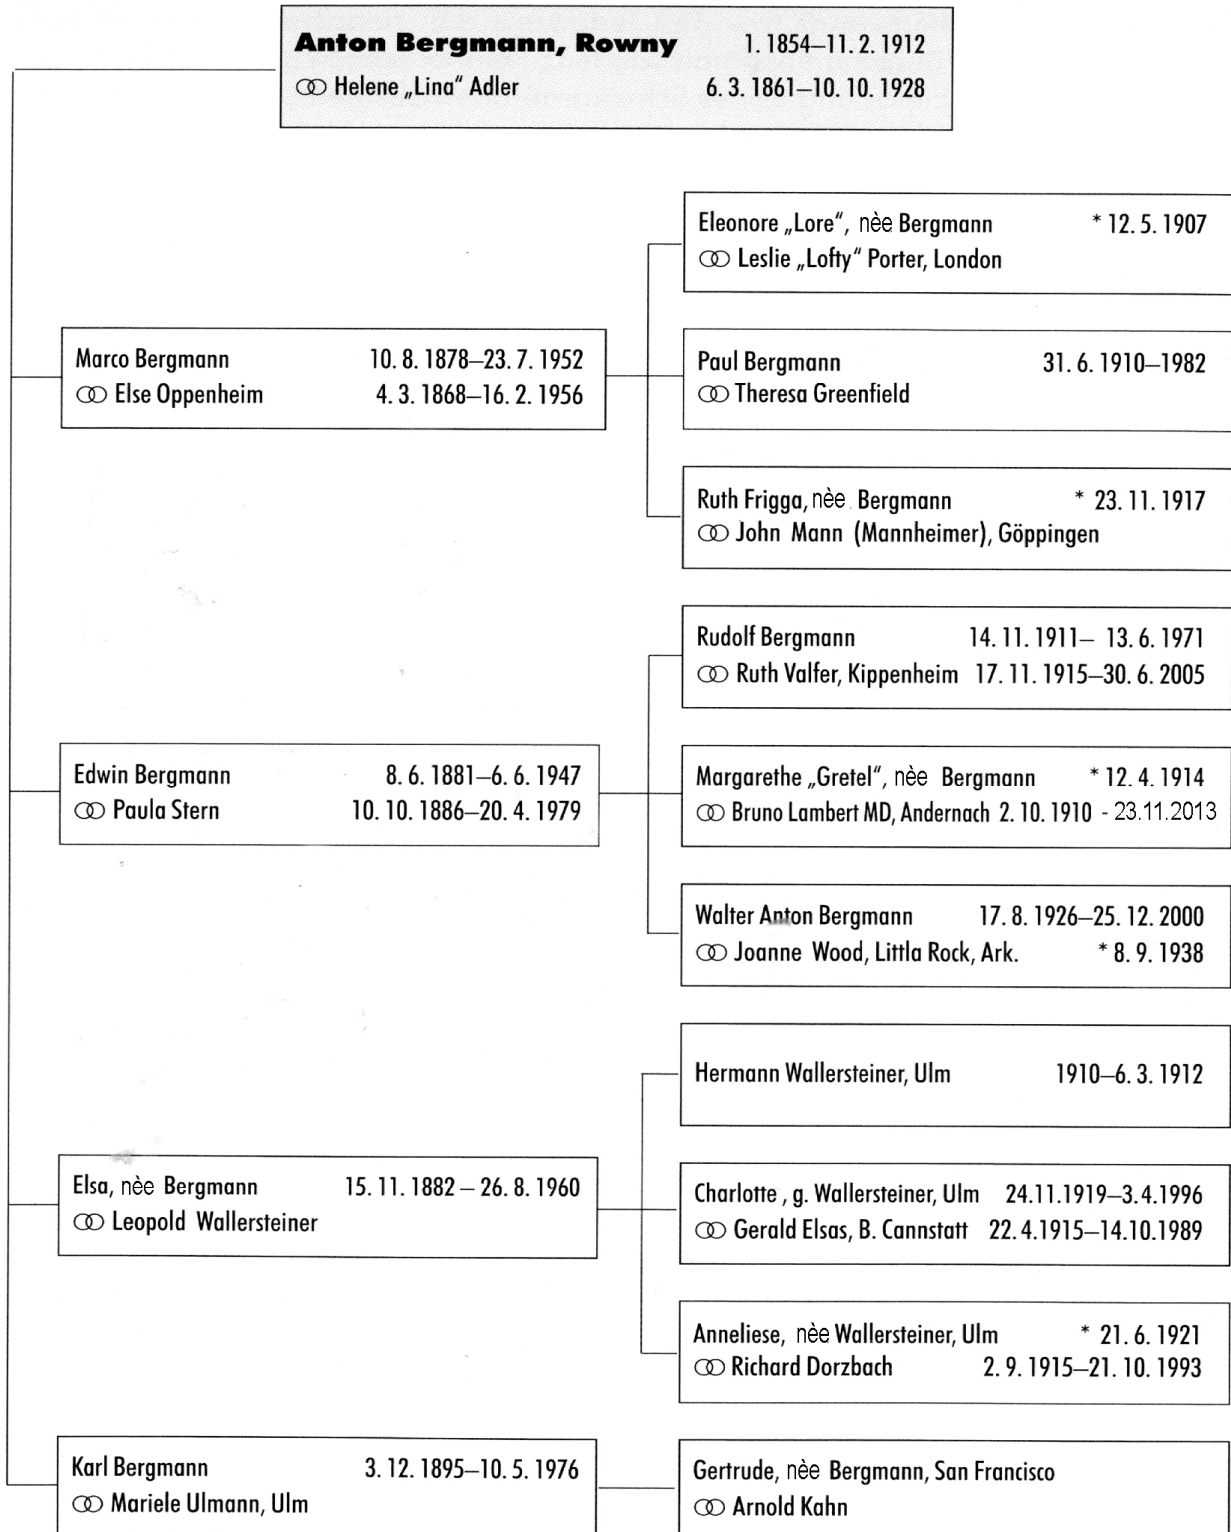 Anton Bergmann, Rowny 1. 1854–11. 2. 1912
Helene „Lina“ Adler 6. 3. 1861–10. 10. 1928
Eleonore „Lore“, nèe Bergmann * 12. 5. 1907
Leslie „Lofty“ Porter, London
Marco Bergmann 10. 8. 1878–23. 7. 1952
Else Oppenheim 4. 3. 1868–16. 2. 1956
Paul Bergmann 31. 6. 1910–1982
Theresa Greenfield
Ruth Frigga, nèe Bergmann * 23. 11. 1917
John Mann (Mannheimer), Göppingen
Rudolf Bergmann 14. 11. 1911– 13. 6. 1971
Ruth Valfer, Kippenheim 17. 11. 1915–30. 6. 2005
Edwin Bergmann 8. 6. 1881–6. 6. 1947
Paula Stern 10. 10. 1886–20. 4. 1979
Margarethe „Gretel“, nèe Bergmann * 12. 4. 1914
Bruno Lambert MD, Andernach 2. 10. 1910 - 23.11.2013
Walter Anton Bergmann 17. 8. 1926–25. 12. 2000
Joanne Wood, Littla Rock, Ark. * 8. 9. 1938
Hermann Wallersteiner, Ulm 1910–6. 3. 1912
Elsa, nèe Bergmann 15. 11. 1882 – 26. 8. 1960
Leopold Wallersteiner
Charlotte , g. Wallersteiner, Ulm 24.11.1919–3.4.1996
Gerald Elsas, B. Cannstatt 22. 4.1915–14.10.1989
Anneliese, nèe Wallersteiner, Ulm * 21. 6. 1921
Richard Dorzbach 2. 9. 1915–21. 10. 1993
Karl Bergmann 3. 12. 1895–10. 5. 1976
Mariele Ulmann, Ulm
Gertrude, nèe Bergmann, San Francisco
Arnold Kahn